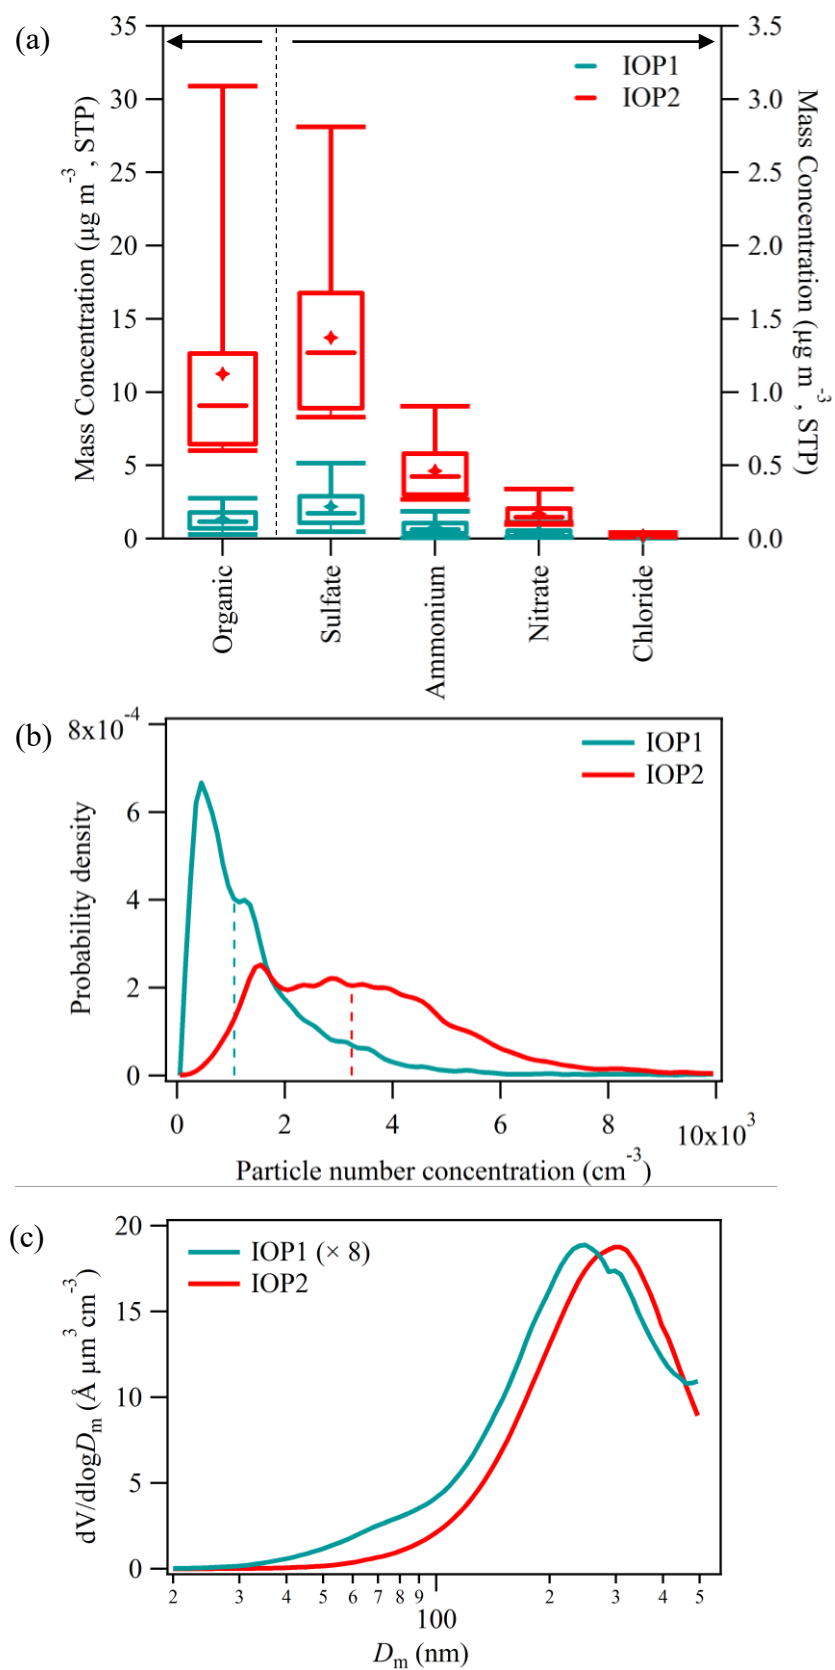 (a)
35
30
25
20
15
10
5
0
Mass Concentration (µg m-3, STP)
IOP1
IOP2
3.5
3.0
2.5
2.0
1.5
1.0
0.5
0.0
Mass Concentration (µg m-3, STP)
Organic
Sulfate
Ammonium
Nitrate
Chloride
(b)
8x10-4
6
4
2
0
Probability density
IOP1
IOP2
0 2 4 6 8 10x10³
Particle number concentration (cm-3)
(c)
20
15
10
5
0
dV/dlogDm (Å µm3 cm-3)
IOP1 (× 8)
IOP2
2 3 4 5 6 7 8 9 2 3 4 5
100
Dm (nm)